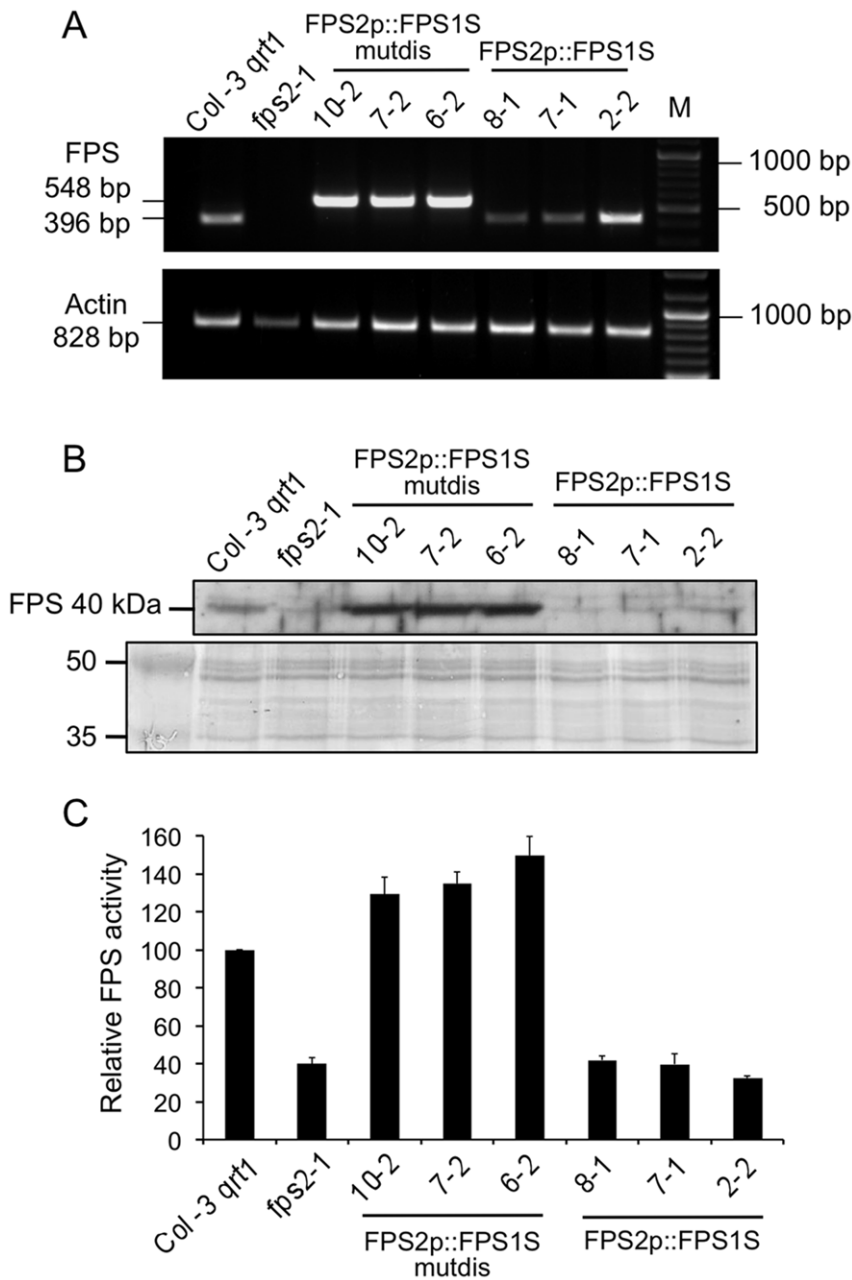 A
FPS2p::FPS1S
mutdis
FPS2p::FPS1S
Col -3 qrt1
fps2-1
10-2
7-2
6-2
8-1
7-1
2-2
M
FPS
548 bp
396 bp
1000 bp
500 bp
Actin
828 bp
1000 bp
B
FPS2p::FPS1S
mutdis
FPS2p::FPS1S
Col -3 qrt1
fps2-1
10-2
7-2
6-2
8-1
7-1
2-2
FPS 40 kDa
50
35
C
Relative FPS activity
160
140
120
100
80
60
40
20
0
Col -3 qrt1
fps2-1
10-2
7-2
6-2
8-1
7-1
2-2
FPS2p::FPS1S
mutdis
FPS2p::FPS1S